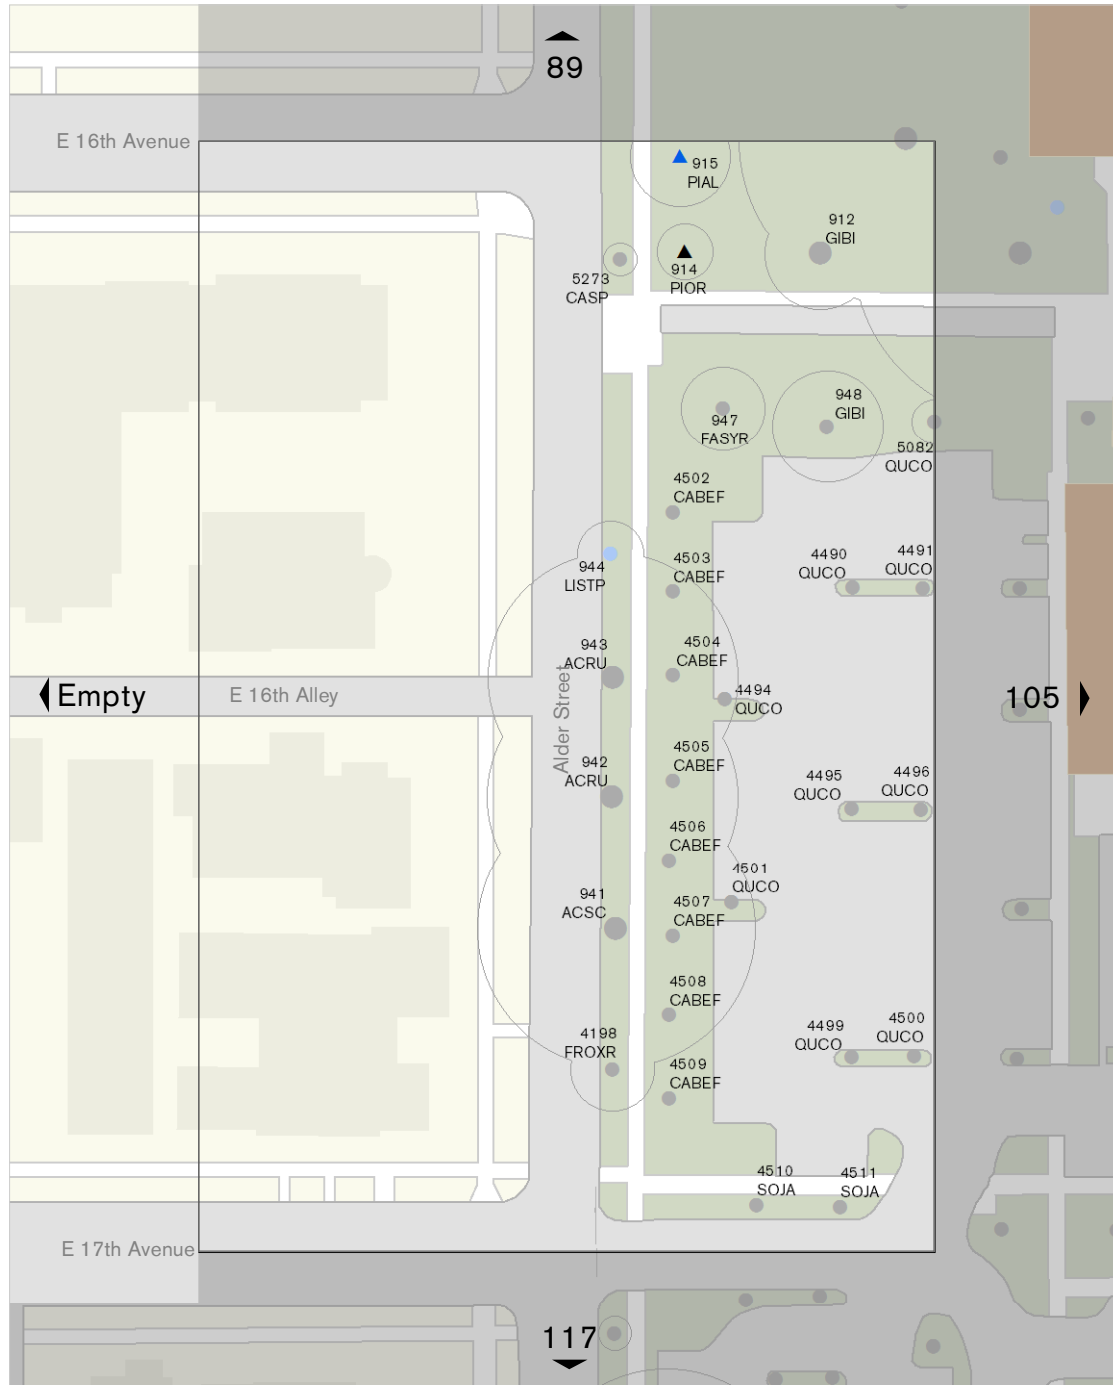 89
E 16th Avenue
915
PIAL
912
GIBI
914
PIOR
5273
CASP
948
GIBI
947
FASYR
5082
QUCO
4502
CABEF
4490
QUCO
4491
QUCO
944
LISTP
4503
CABEF
943
ACRU
4504
CABEF
Empty
E 16th Alley
Alder Street
4494
QUCO
105
942
ACRU
4505
CABEF
4495
QUCO
4496
QUCO
4506
CABEF
4501
QUCO
941
ACSC
4507
CABEF
4508
CABEF
4198
FROXR
4499
QUCO
4500
QUCO
4509
CABEF
4510
SOJA
4511
SOJA
E 17th Avenue
117